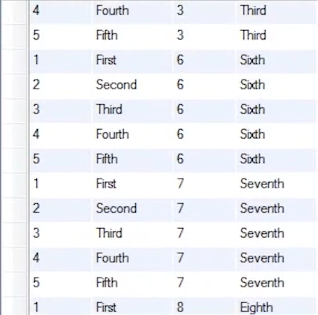 4 Fourth 3 Third
5 Fifth 3 Third
1 First 6 Sixth
2 Second 6 Sixth
3 Third 6 Sixth
4 Fourth 6 Sixth
5 Fifth 6 Sixth
1 First 7 Seventh
2 Second 7 Seventh
3 Third 7 Seventh
4 Fourth 7 Seventh
5 Fifth 7 Seventh
1 First 8 Eighth